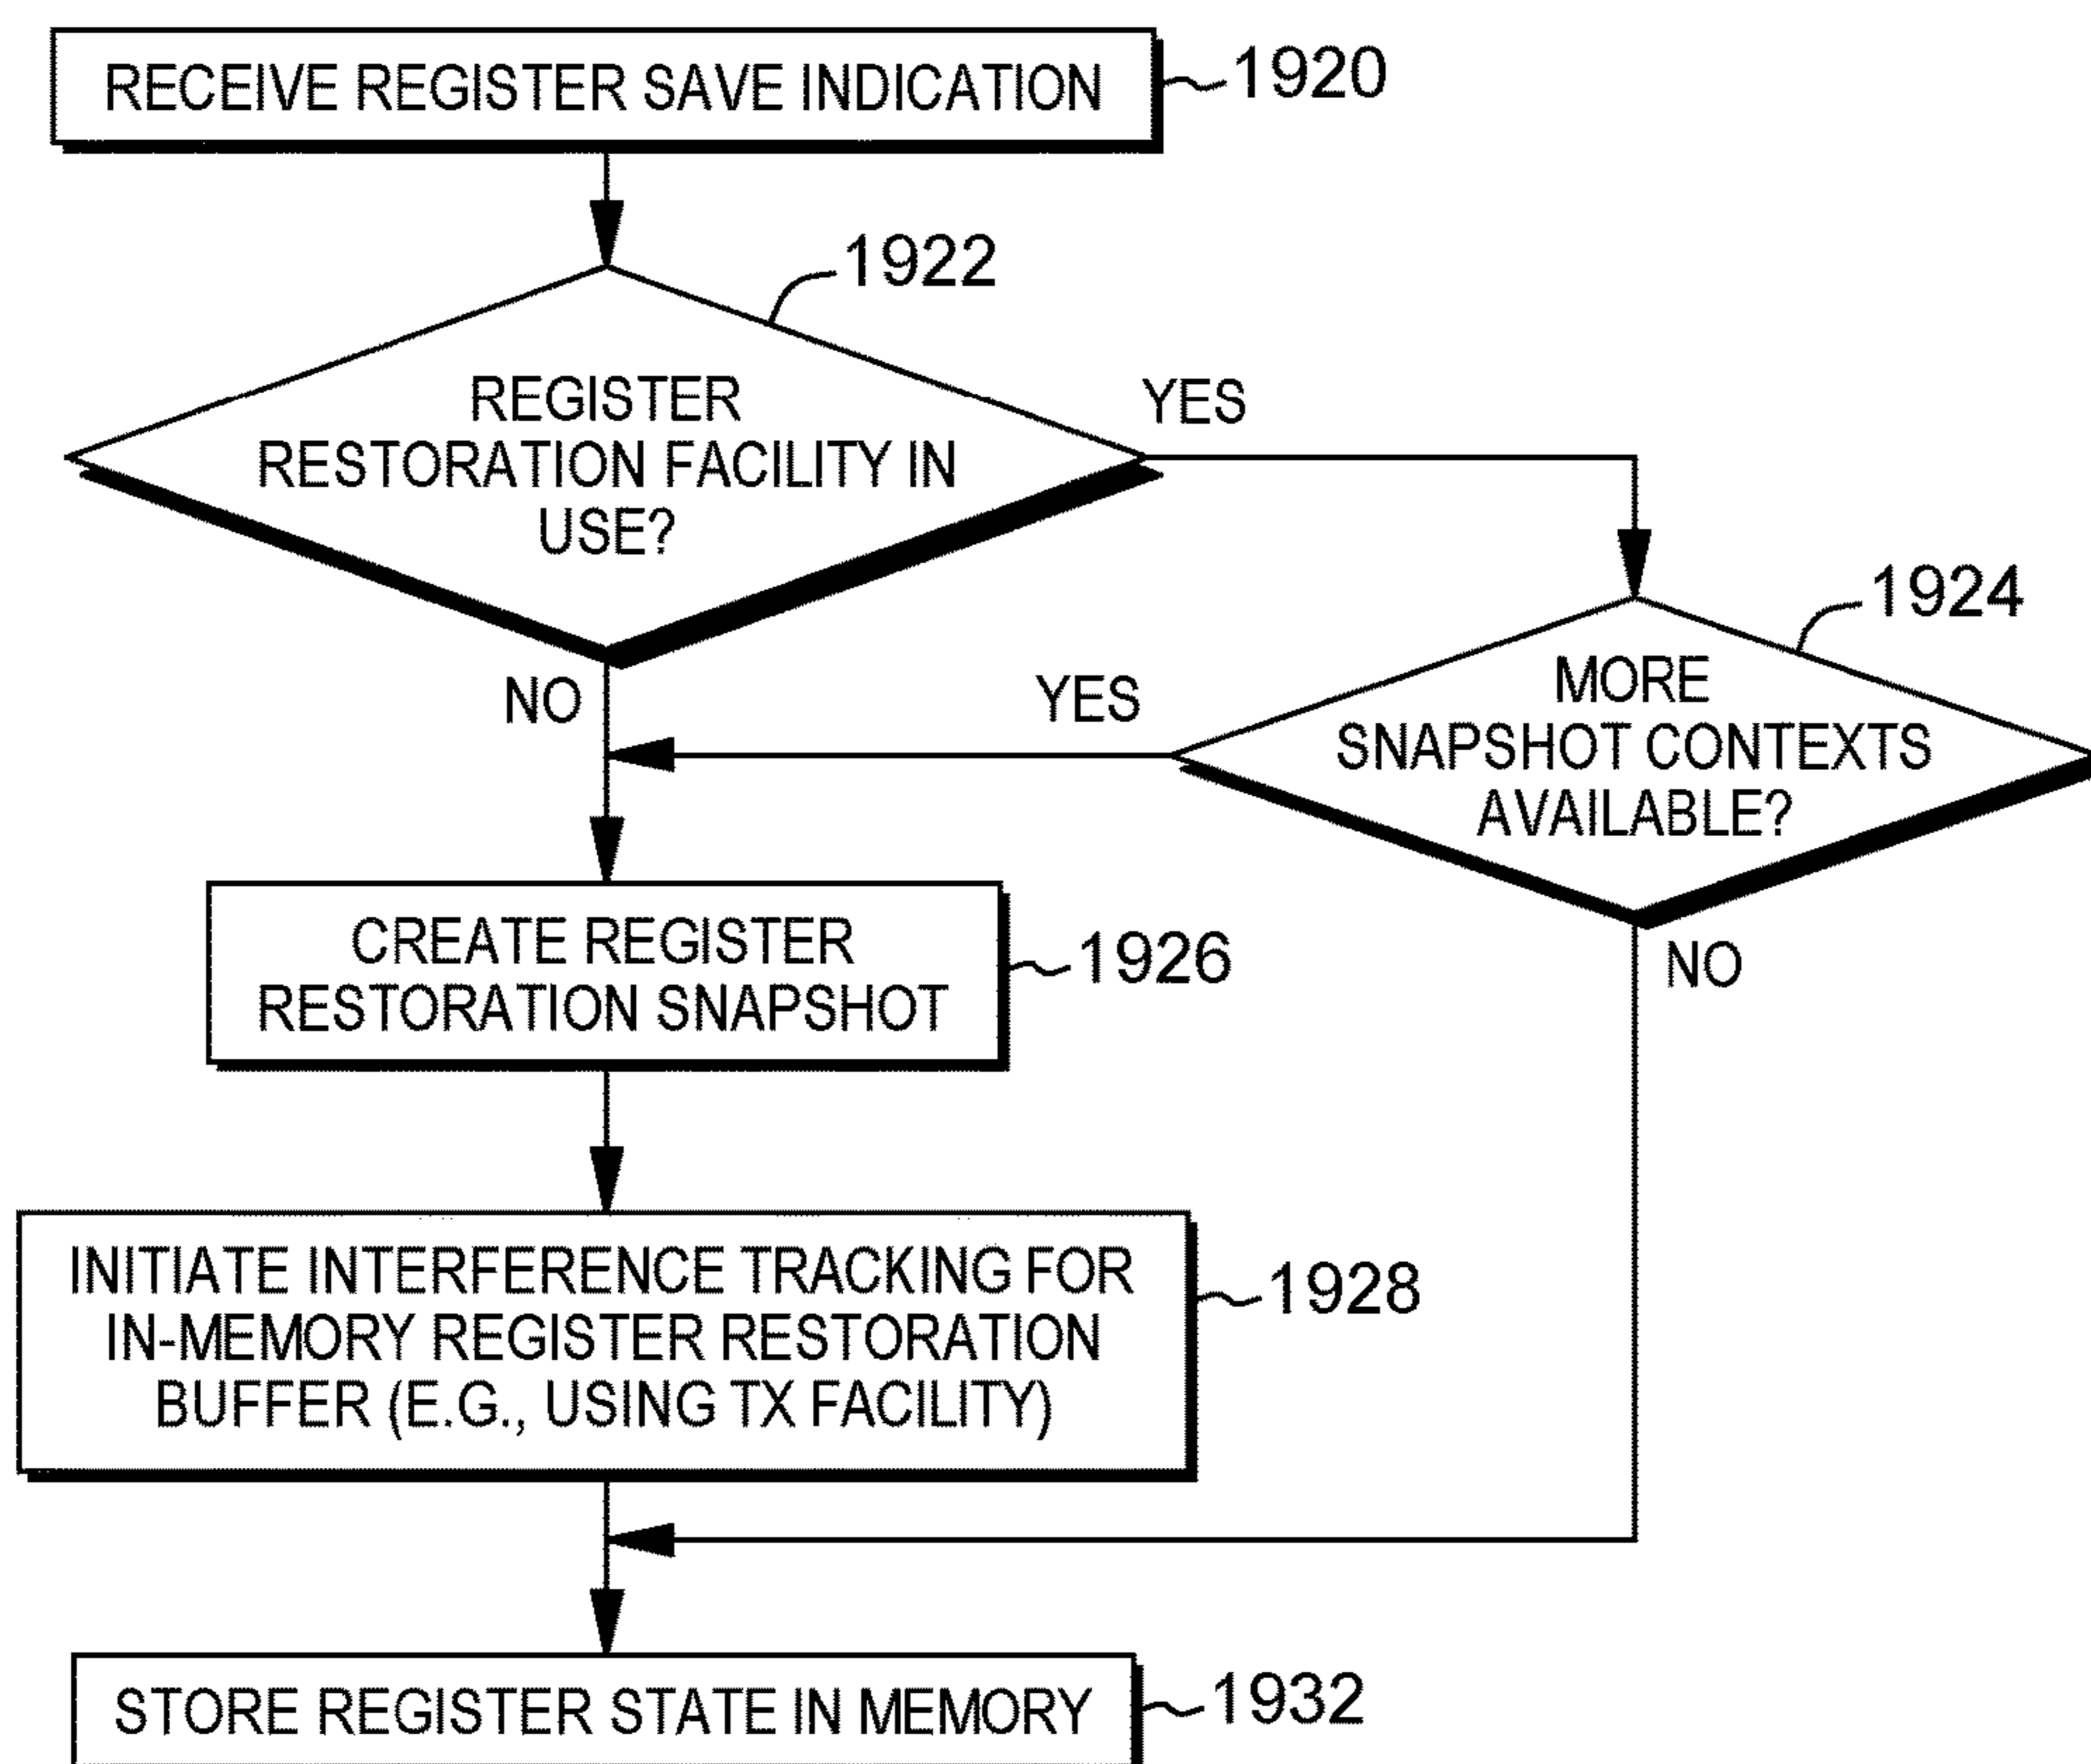 RECEIVE REGISTER SAVE INDICATION
1920
1922
REGISTER
RESTORATION FACILITY IN
USE?
YES
NO
1924
MORE
SNAPSHOT CONTEXTS
AVAILABLE?
YES
NO
CREATE REGISTER
RESTORATION SNAPSHOT
1926
INITIATE INTERFERENCE TRACKING FOR
IN-MEMORY REGISTER RESTORATION
BUFFER (E.G., USING TX FACILITY)
1928
STORE REGISTER STATE IN MEMORY
1932